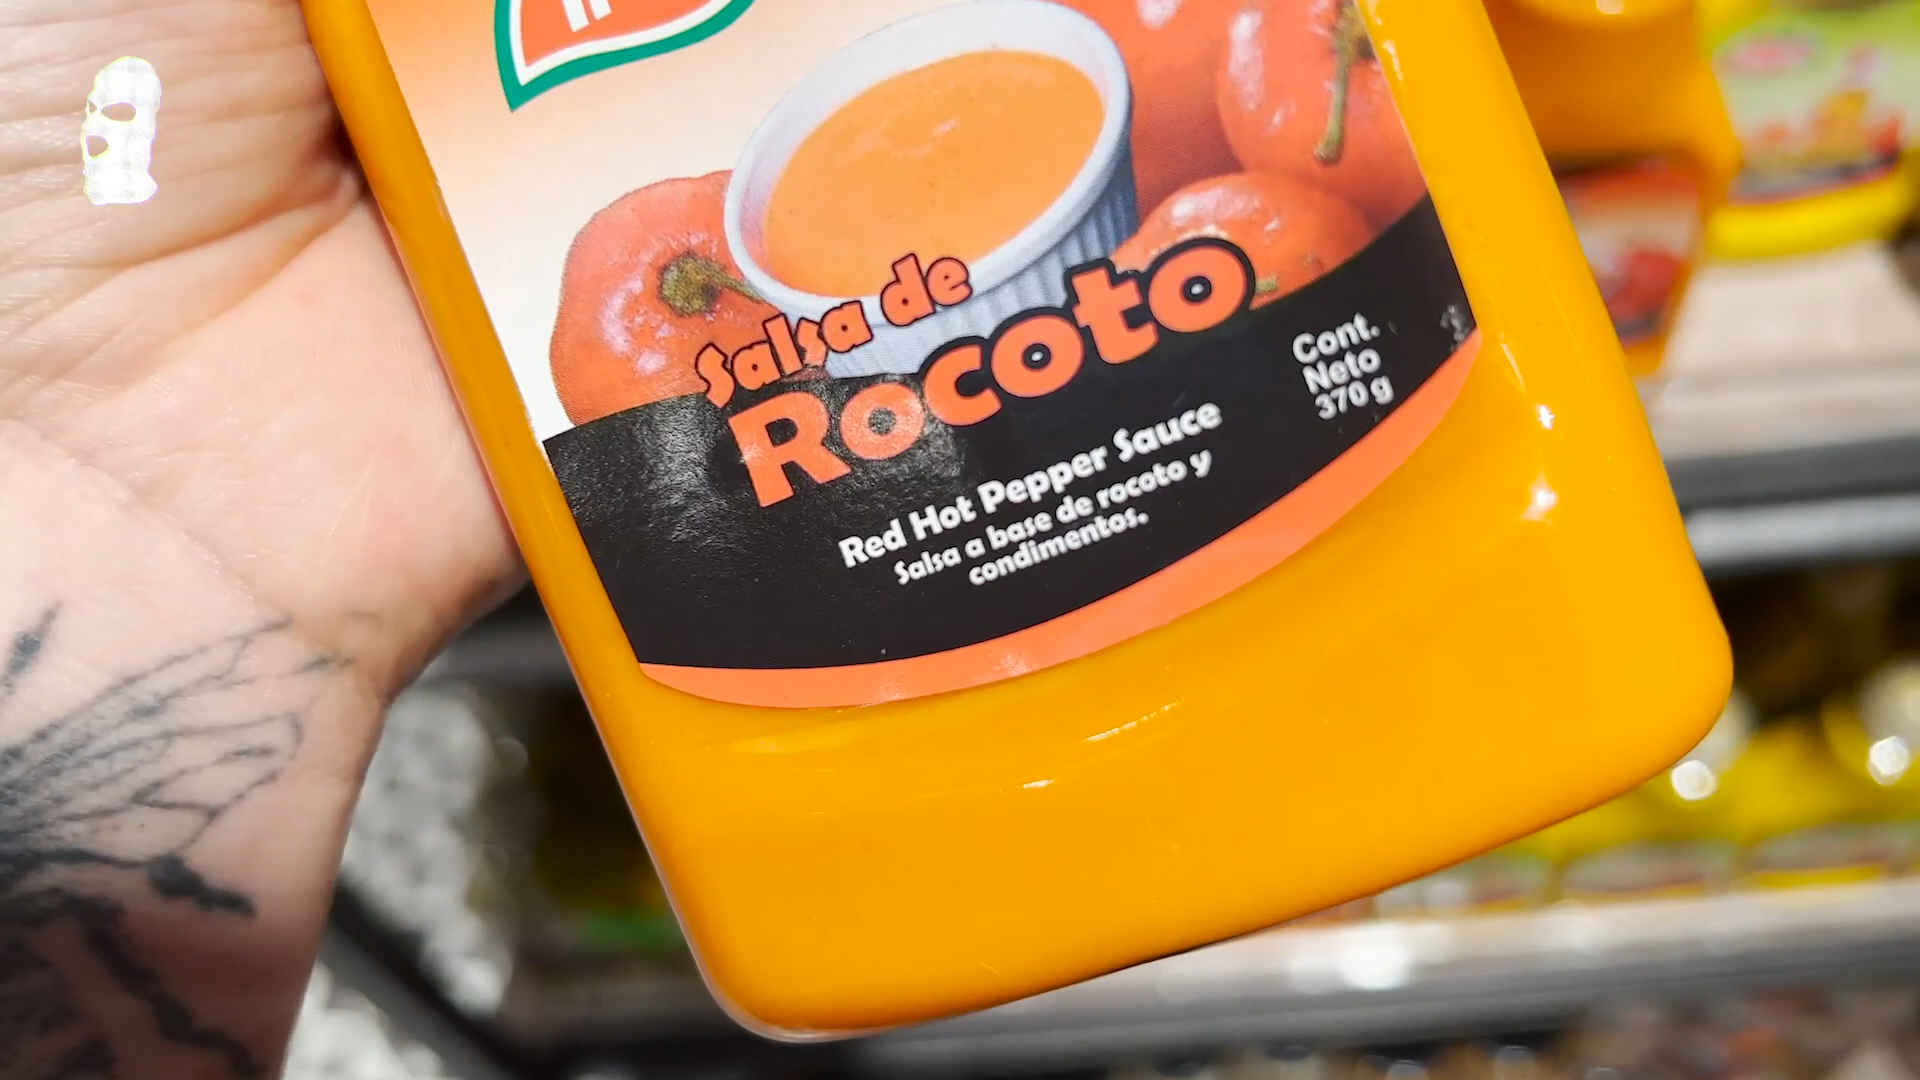 Salsa de
Rocoto
Red Hot Pepper Sauce
Salsa a base de rocoto y
condimentos.
Cont.
Neto
370 g